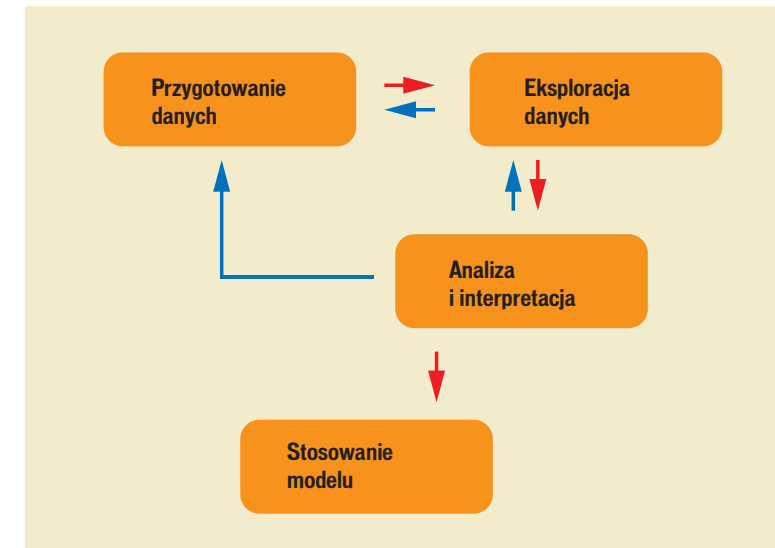 Przygotowanie
danych
Eksploracja
danych
Analiza
i interpretacja
Stosowanie
modelu